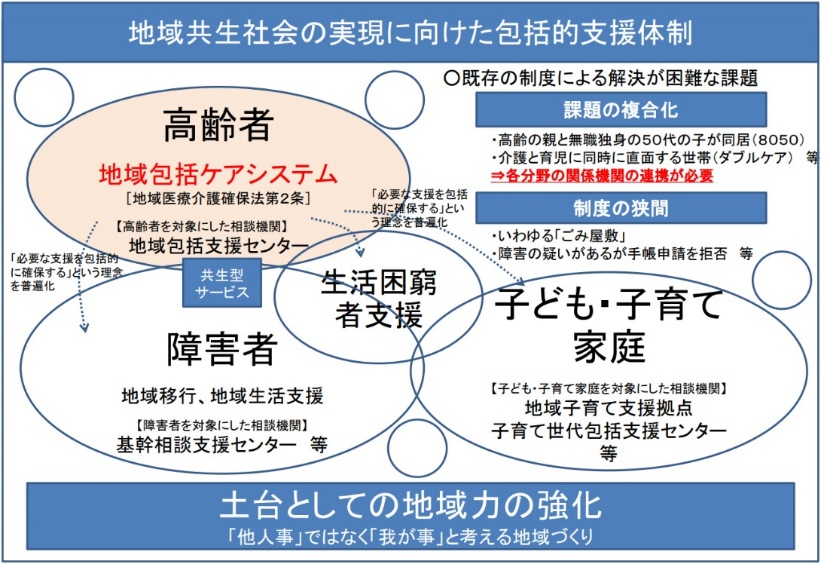 地域共生社会の実現に向けた包括的支援体制
〇既存の制度による解決が困難な課題
課題の複合化
・高齢の親と無職独身の50代の子が同居(8050)
・介護と育児に同時に直面する世帯(ダブルケア) 等
⇒各分野の関係機関の連携が必要
制度の狭間
・いわゆる「ごみ屋敷」
・障害の疑いがあるが手帳申請を拒否 等
高齢者
地域包括ケアシステム
[地域医療介護確保法第2条]
【高齢者を対象にした相談機関】
地域包括支援センター
「必要な支援を包括
的に確保する」とい
う理念を普遍化
「必要な支援を包括的
に確保する」という理念
を普遍化
共生型
サービス
生活困窮
者支援
障害者
地域移行、地域生活支援
【障害者を対象にした相談機関】
基幹相談支援センター 等
子ども・子育て
家庭
【子ども・子育て家庭を対象にした相談機関】
地域子育て支援拠点
子育て世代包括支援センター
等
土台としての地域力の強化
「他人事」ではなく「我が事」と考える地域づくり